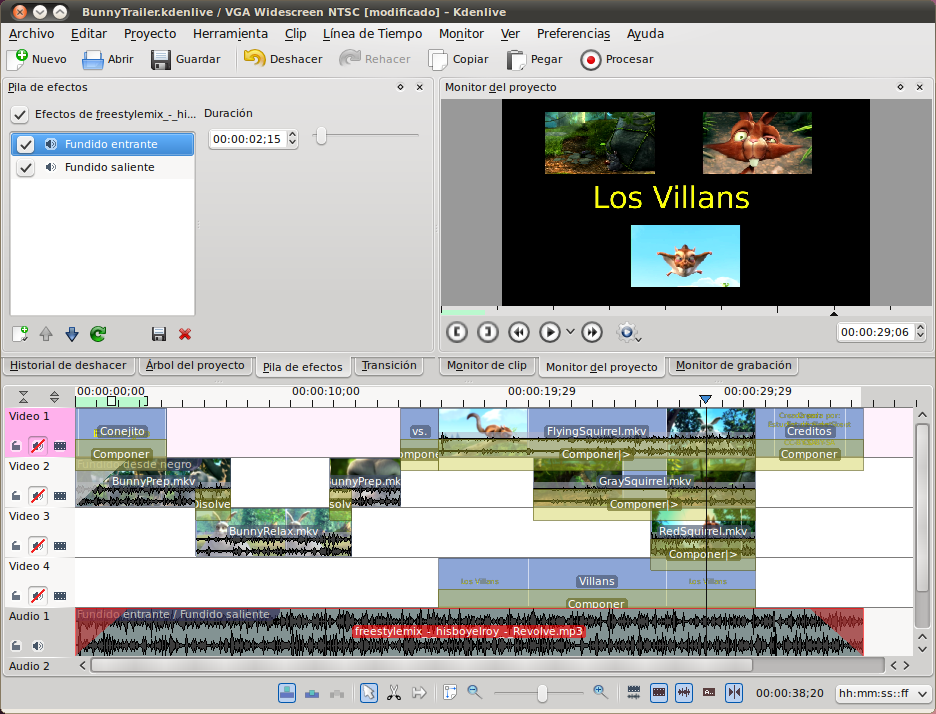 BunnyTrailer.kdenlive / VGA Widescreen NTSC [modificado] – Kdenlive
Archivo Editar Proyecto Herramienta Clip Línea de Tiempo Monitor Ver Preferencias Ayuda
Nuevo Abrir Guardar Deshacer Rehacer Copiar Pegar Procesar
Pila de efectos
Efectos de freestylemix_-_hi... Duración
00:00:02;15
Fundido entrante
Fundido saliente
Monitor del proyecto
Los Villans
00:00:29;06
Historial de deshacer Árbol del proyecto Pila de efectos Transición
Monitor de clip Monitor del proyecto Monitor de grabación
00:00:00;00 00:00:10;00 00:00:19;29 00:00:29;29
Video 1
Conejito vs. FlyingSquirrel.mkv Creditos
Componer Compone Componer|> Componer
Video 2
Fundido desde negro
BunnyPrep.mkv unnyPrep.mk GraySquirrel.mkv
Disolve solv Componer|>
Video 3
BunnyRelax.mkv RedSquirrel.mkv
Componer|>
Video 4
Villans
Componer
Audio 1
Fundido entrante / Fundido saliente
freestylemix_-_hisboyelroy_-_Revolve.mp3
Audio 2
00:00:38;20 hh:mm:ss::ff